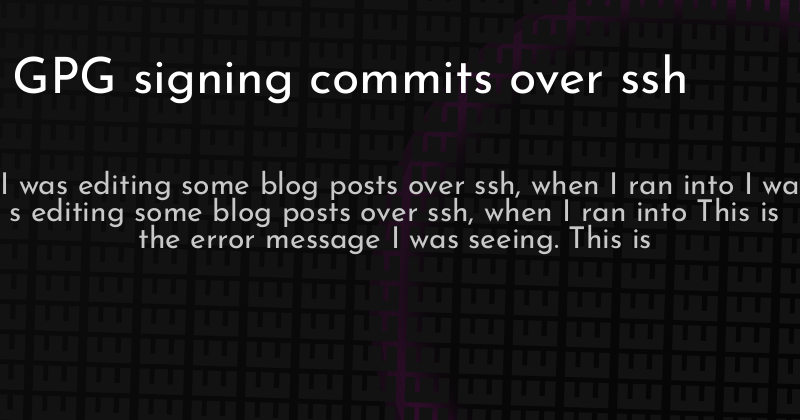 GPG signing commits over ssh
I was editing some blog posts over ssh, when I ran into I wa
s editing some blog posts over ssh, when I ran into This is
the error message I was seeing. This is